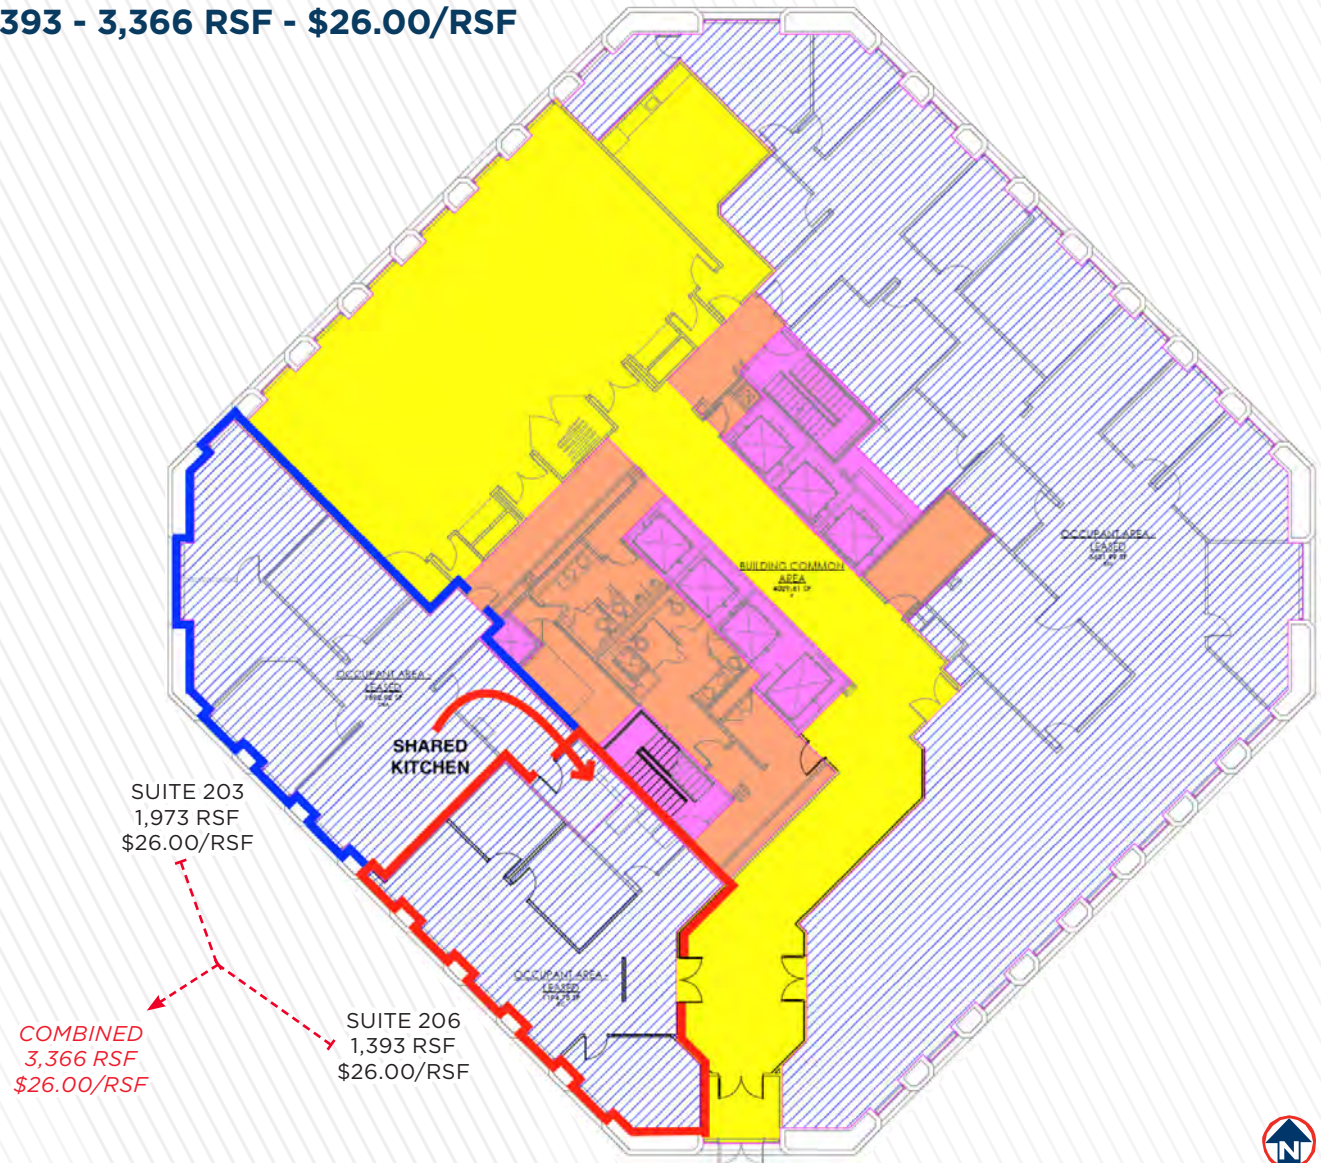 393 - 3,366 RSF - $26.00/RSF
OCCUPANT AREA -
LEASED
BUILDING COMMON
AREA
OCCUPANT AREA -
LEASED
SHARED
KITCHEN
SUITE 203
1,973 RSF
$26.00/RSF
OCCUPANT AREA -
LEASED
SUITE 206
1,393 RSF
$26.00/RSF
COMBINED
3,366 RSF
$26.00/RSF
N